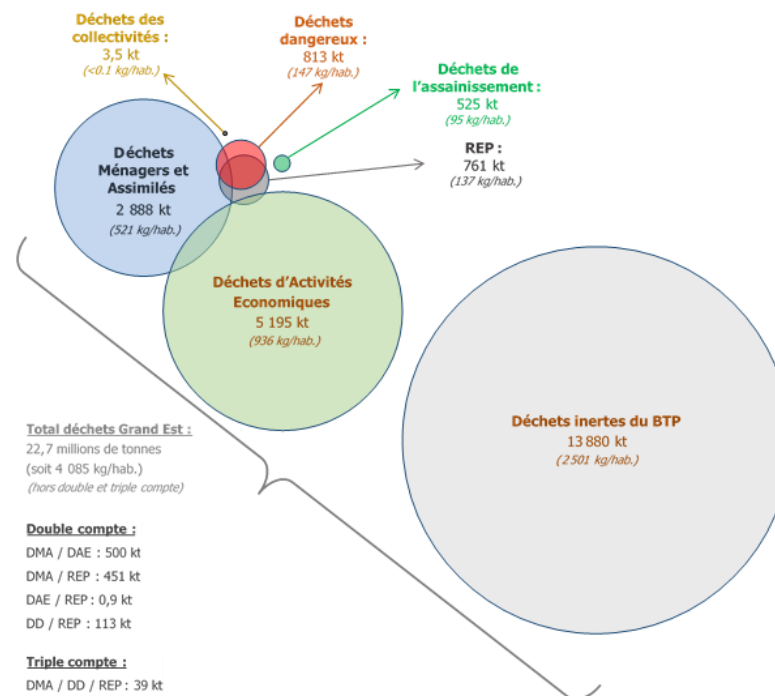 Déchets des
collectivités :
3,5 kt
(<0.1 kg/hab.)
Déchets
dangereux :
813 kt
(147 kg/hab.)
Déchets de
l'assainissement :
525 kt
(95 kg/hab.)
REP :
761 kt
(137 kg/hab.)
Déchets
Ménagers et
Assimilés
2 888 kt
(521 kg/hab.)
Déchets d'Activités
Economiques
5 195 kt
(936 kg/hab.)
Déchets inertes du BTP
13 880 kt
(2501 kg/hab.)
Total déchets Grand Est :
22,7 millions de tonnes
(soit 4 085 kg/hab.)
(hors double et triple compte)
Double compte :
DMA / DAE : 500 kt
DMA / REP : 451 kt
DAE / REP : 0,9 kt
DD / REP : 113 kt
Triple compte :
DMA / DD / REP : 39 kt